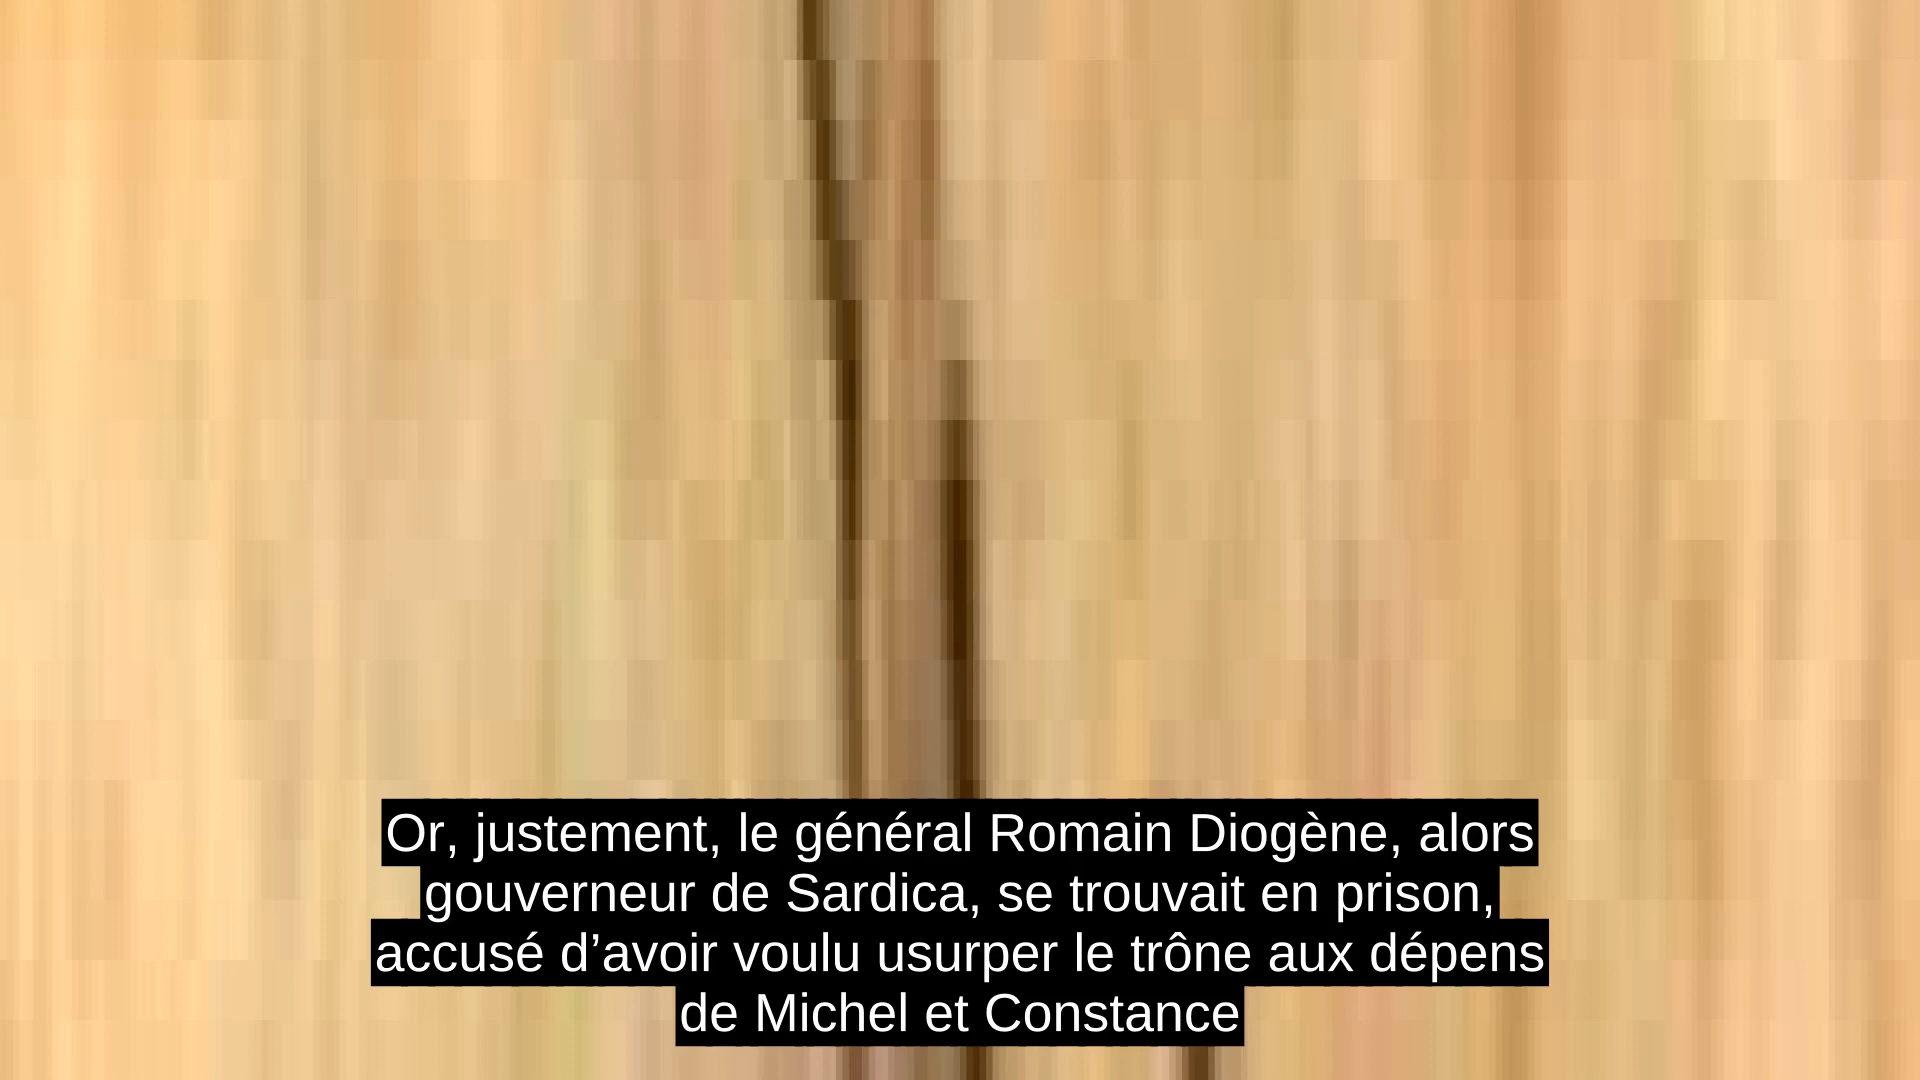 Or, justement, le général Romain Diogène, alors
gouverneur de Sardica, se trouvait en prison,
accusé d’avoir voulu usurper le trône aux dépens
de Michel et Constance